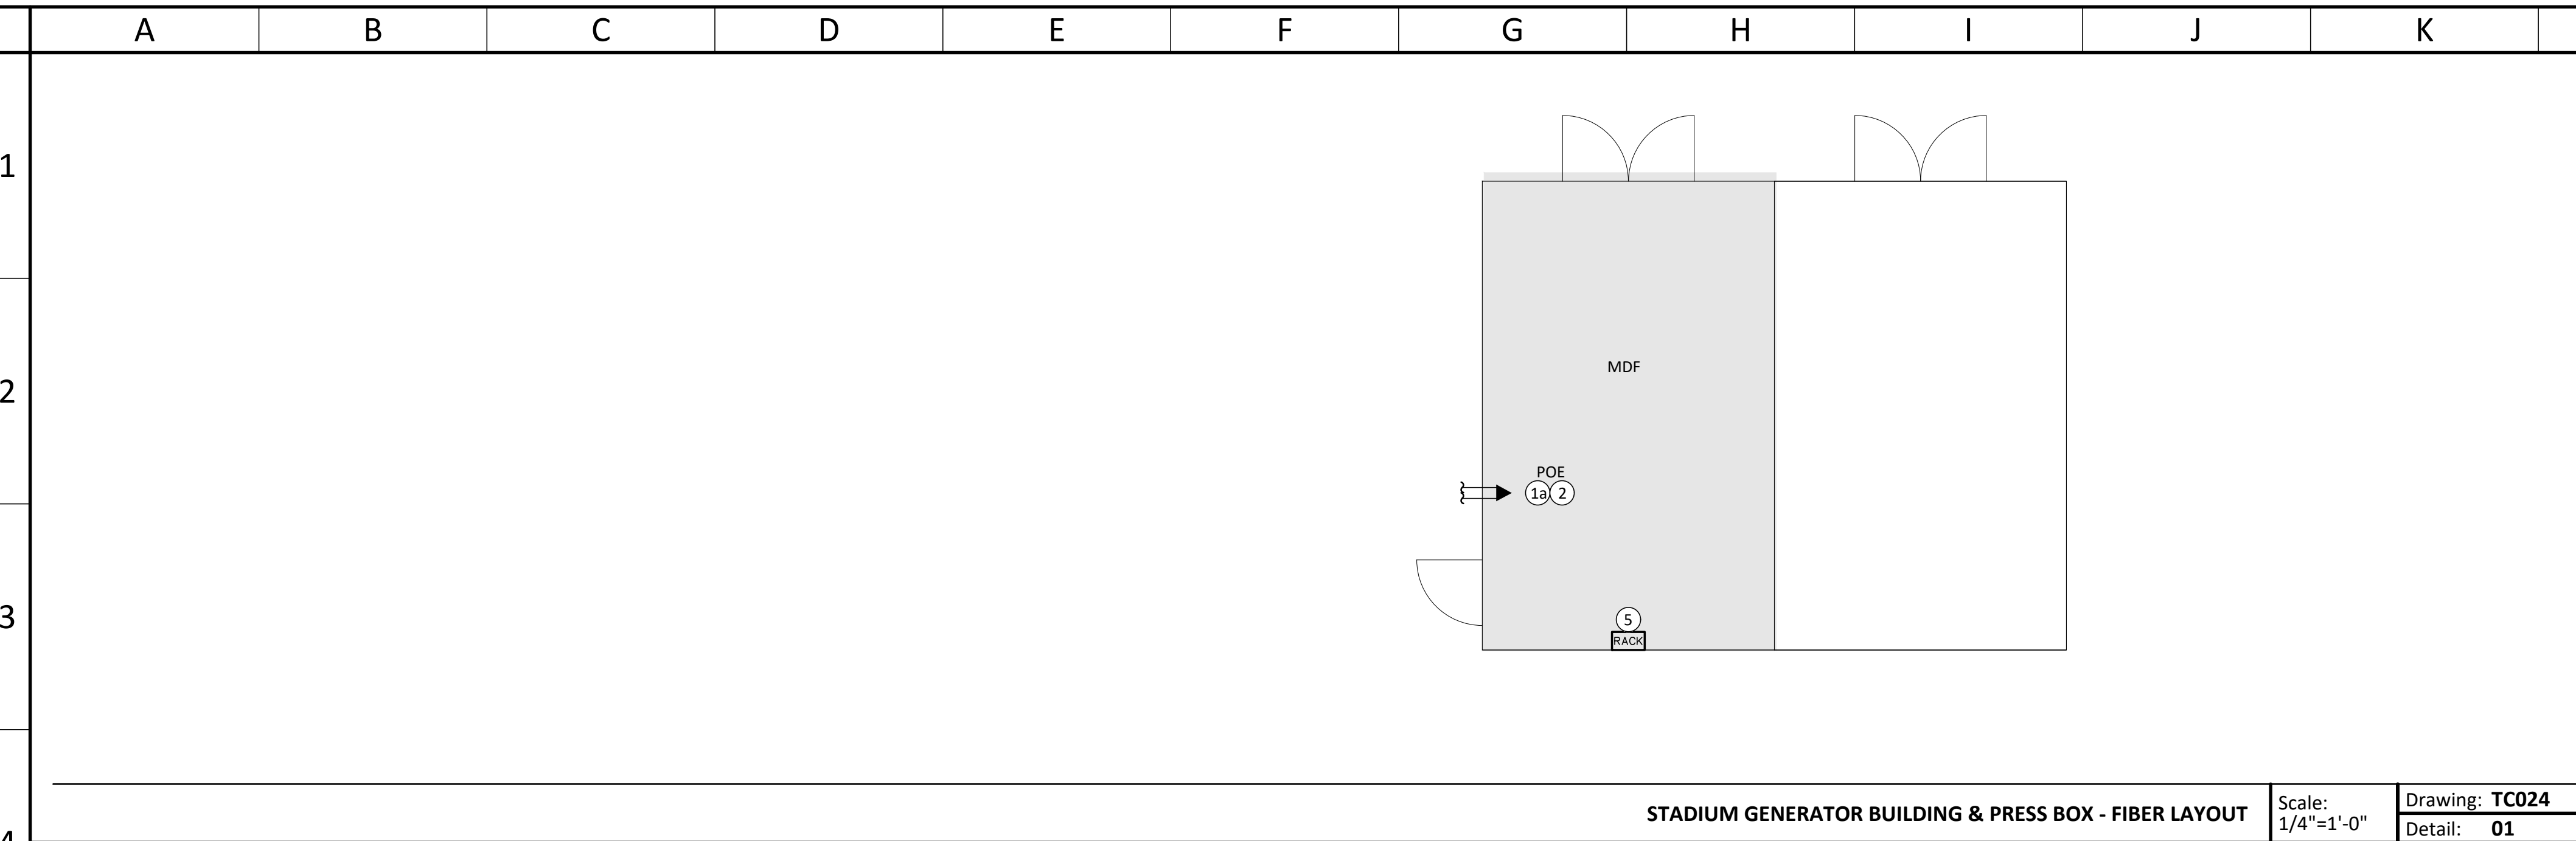 A B C D E F G H I J K
1
2
MDF
POE
1a 2
3
5
RACK
STADIUM GENERATOR BUILDING & PRESS BOX - FIBER LAYOUT
Scale:
1/4"=1'-0"
Drawing: TC024
Detail: 01
4